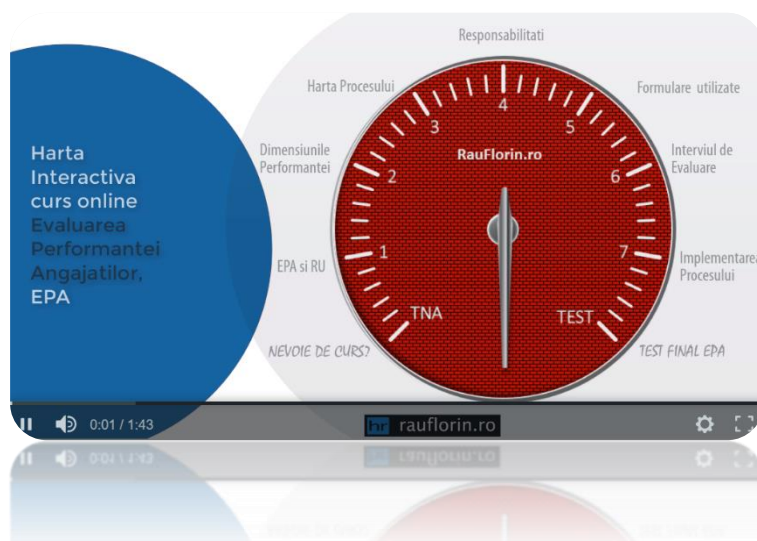 Harta
Interactiva
curs online
Evaluarea
Performantei
Angajatilor,
EPA
Responsabilitati
Harta Procesului
Formulare utilizate
Dimensiunile
Performantei
Interviul de
Evaluare
EPA si RU
Implementarea
Procesului
NEVOIE DE CURS?
TEST FINAL EPA
4
3
5
RauFlorin.ro
2
6
1
7
TNA
TEST
0:01 / 1:43
hr rauflorin.ro